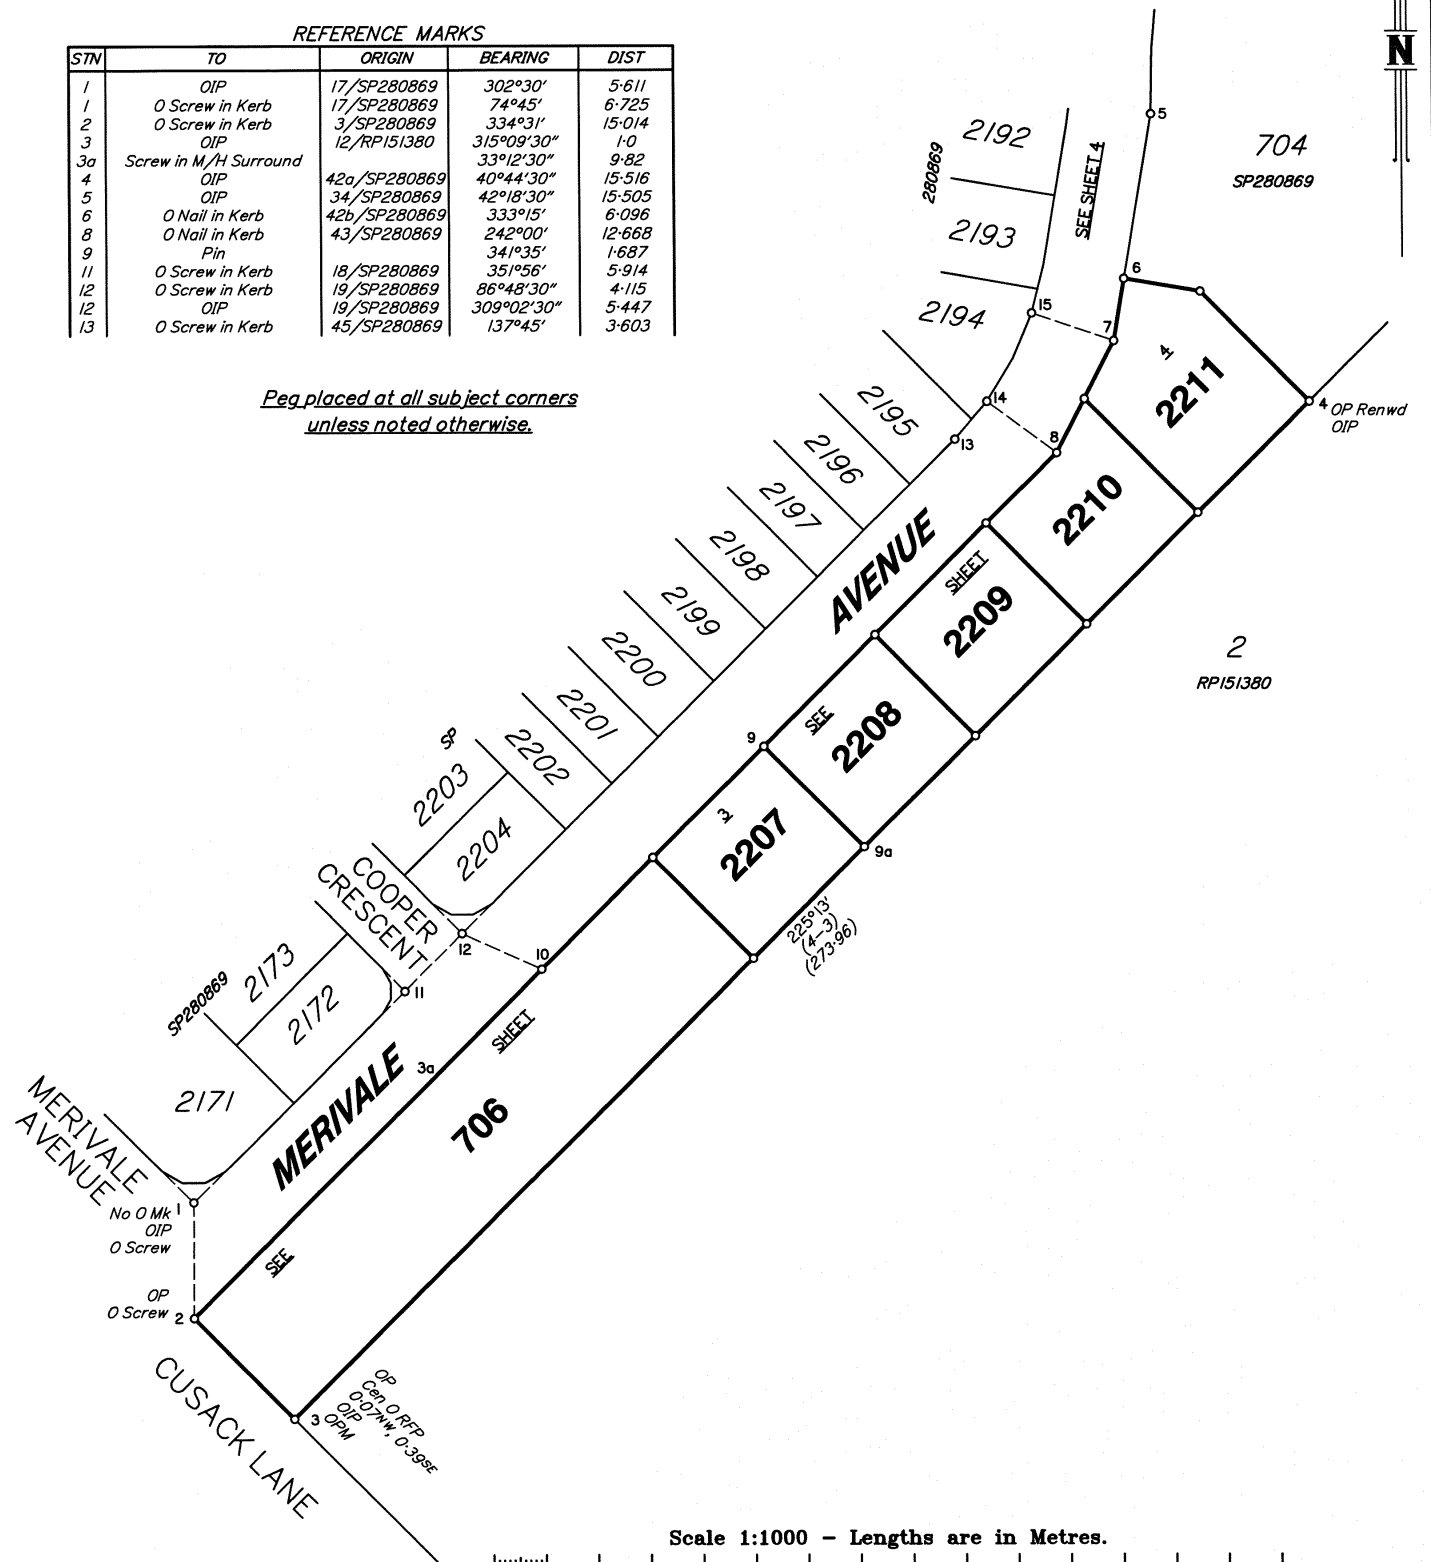 REFERENCE MARKS
STN TO ORIGIN BEARING DIST
1 OIP 17/SP280869 302°30' 5·611
1 O Screw in Kerb 17/SP280869 74°45' 6·725
2 O Screw in Kerb 3/SP280869 334°31' 15·014
3 OIP 12/RP151380 315°09'30" 1·0
3a Screw in M/H Surround 33°12'30" 9·82
4 OIP 42a/SP280869 40°44'30" 15·516
5 OIP 34/SP280869 42°18'30" 15·505
6 O Nail in Kerb 42b/SP280869 333°15' 6·096
8 O Nail in Kerb 43/SP280869 242°00' 12·668
9 Pin 341°35' 1·687
11 O Screw in Kerb 18/SP280869 351°56' 5·914
12 O Screw in Kerb 19/SP280869 86°48'30" 4·115
12 OIP 19/SP280869 309°02'30" 5·447
13 O Screw in Kerb 45/SP280869 137°45' 3·603
Peg placed at all subject corners
unless noted otherwise.
N
5
704
SP280869
2192
280869
SEE SHEET 4
2193
6
15
2194
7
4
2211
4 OP Renwd
OIP
14
2195
13
8
2196
2210
2197
AVENUE
2198
SHEET
2209
2199
2
RP151380
2200
2201
SEE
2208
9
SP
2202
2203
3
2207
2204
9a
COOPER
CRESCENT
225°13'
(4–3)
(273·96)
12
10
2173
11
SP280869
2172
SHEET
3a
MERIVALE
706
2171
MERIVALE
AVENUE
No O Mk 1
OIP
O Screw
SEE
OP
O Screw 2
CUSACK LANE
3
OP
Cen O RFP
0·07NW, 0·39SE
OIP
OPM
Scale 1:1000 – Lengths are in Metres.